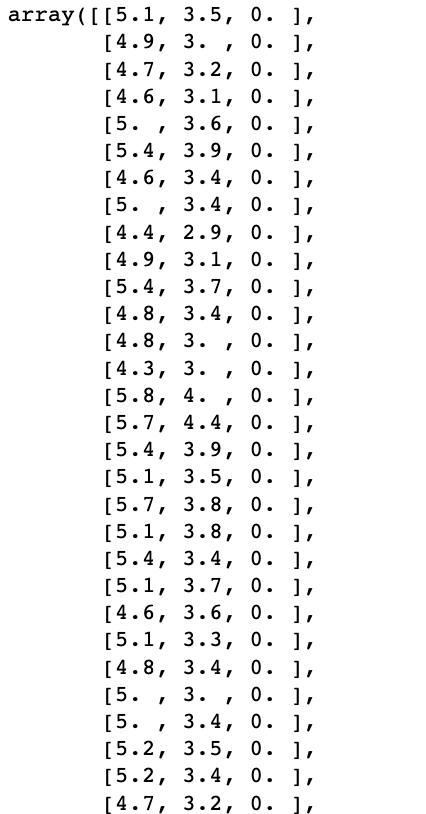 array([[5.1, 3.5, 0. ],
       [4.9, 3. , 0. ],
       [4.7, 3.2, 0. ],
       [4.6, 3.1, 0. ],
       [5. , 3.6, 0. ],
       [5.4, 3.9, 0. ],
       [4.6, 3.4, 0. ],
       [5. , 3.4, 0. ],
       [4.4, 2.9, 0. ],
       [4.9, 3.1, 0. ],
       [5.4, 3.7, 0. ],
       [4.8, 3.4, 0. ],
       [4.8, 3. , 0. ],
       [4.3, 3. , 0. ],
       [5.8, 4. , 0. ],
       [5.7, 4.4, 0. ],
       [5.4, 3.9, 0. ],
       [5.1, 3.5, 0. ],
       [5.7, 3.8, 0. ],
       [5.1, 3.8, 0. ],
       [5.4, 3.4, 0. ],
       [5.1, 3.7, 0. ],
       [4.6, 3.6, 0. ],
       [5.1, 3.3, 0. ],
       [4.8, 3.4, 0. ],
       [5. , 3. , 0. ],
       [5. , 3.4, 0. ],
       [5.2, 3.5, 0. ],
       [5.2, 3.4, 0. ],
       [4.7, 3.2, 0. ],